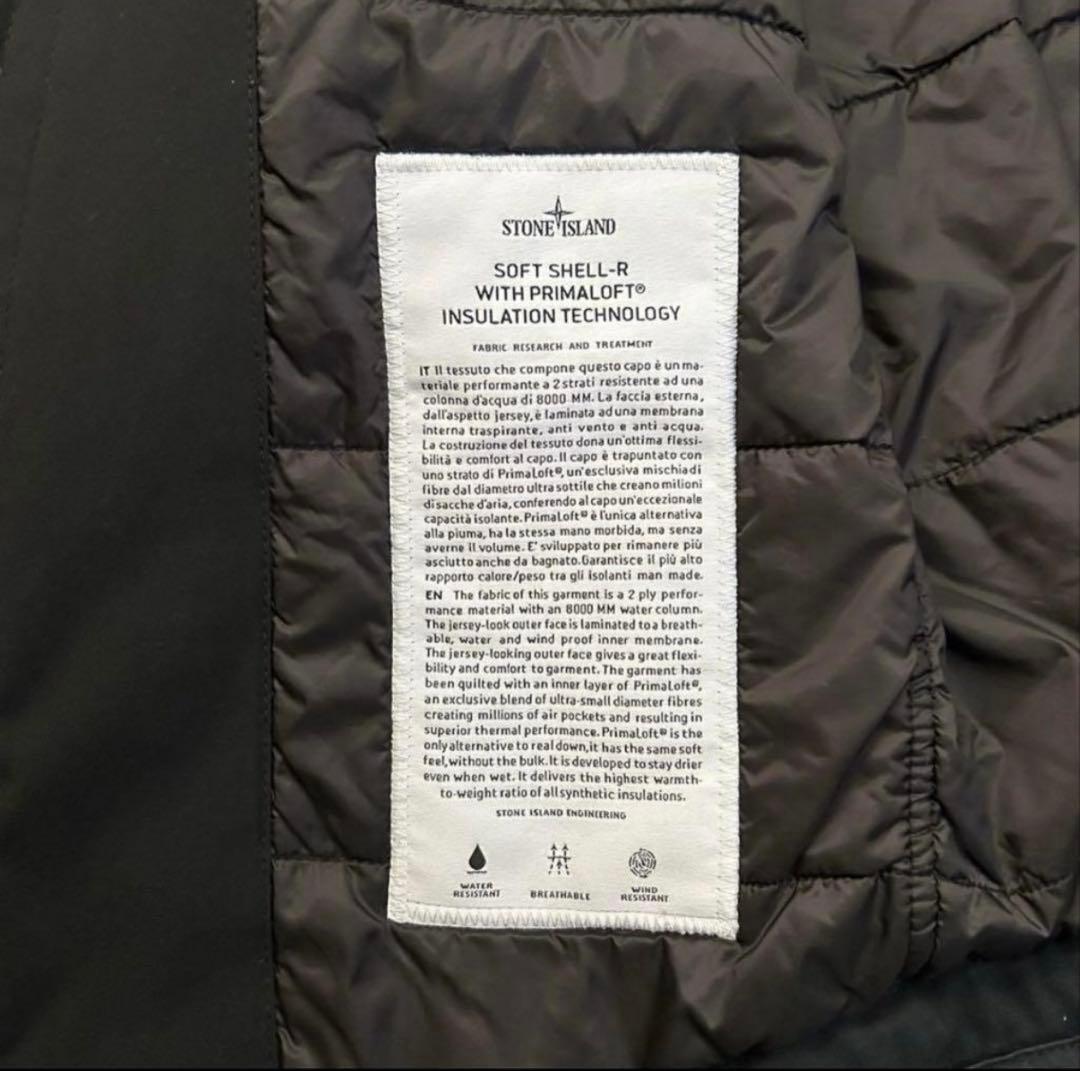 STONE ISLAND
SOFT SHELL-R
WITH PRIMALOFT®
INSULATION TECHNOLOGY
FABRIC RESEARCH AND TREATMENT
IT Il tessuto che compone questo capo è un ma-
teriale performante a 2 strati resistente ad una
colonna d'acqua di 8000 MM. La faccia esterna,
dall'aspetto jersey, è laminata ad una membrana
interna traspirante, anti vento e anti acqua.
La costruzione del tessuto dona un'ottima flessi-
bilità e comfort al capo. Il capo è trapuntato con
uno strato di PrimaLoft®, un'esclusiva mischia di
fibre dal diametro ultra sottile che creano milioni
di sacche d'aria, conferendo al capo un'eccezionale
capacità isolante. PrimaLoft® è l'unica alternativa
alla piuma, ha la stessa mano morbida, ma senza
averne il volume. E' sviluppato per rimanere più
asciutto anche da bagnato. Garantisce il più alto
rapporto calore/peso tra gli isolanti man made.
EN The fabric of this garment is a 2 ply perfor-
mance material with an 8000 MM water column.
The jersey-look outer face is laminated to a breath-
able, water and wind proof inner membrane.
The jersey-looking outer face gives a great flexi-
bility and comfort to garment. The garment has
been quilted with an inner layer of PrimaLoft®,
an exclusive blend of ultra-small diameter fibres
creating millions of air pockets and resulting in
superior thermal performance. PrimaLoft® is the
only alternative to real down, it has the same soft
feel, without the bulk. It is developed to stay drier
even when wet. It delivers the highest warmth-
to-weight ratio of all synthetic insulations.
STONE ISLAND ENGINEERING
WATER
RESISTANT
BREATHABLE
WIND
RESISTANT